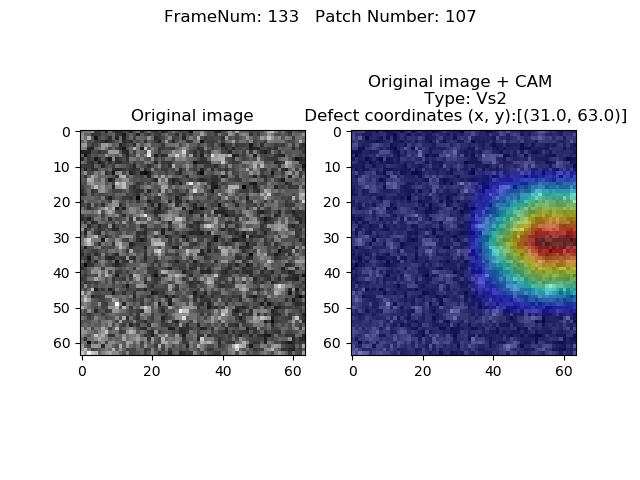 FrameNum: 133   Patch Number: 107
Original image
Original image + CAM
Type: Vs2
Defect coordinates (x, y):[(31.0, 63.0)]
0
10
20
30
40
50
60
0 20 40 60
0
10
20
30
40
50
60
0 20 40 60